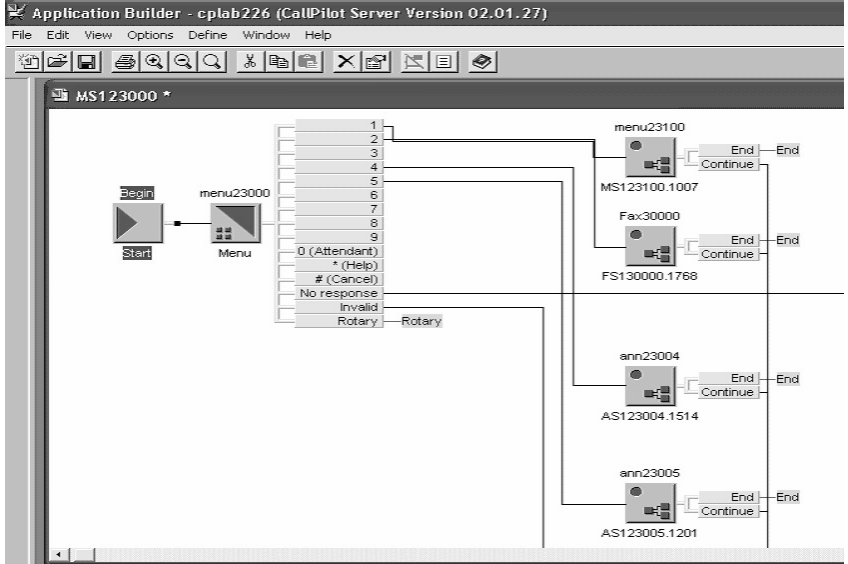 Application Builder - cplab226 (CallPilot Server Version 02.01.27)
File Edit View Options Define Window Help
MS123000 *
Begin
Start
menu23000
Menu
1
2
3
4
5
6
7
8
9
0 (Attendant)
* (Help)
# (Cancel)
No response
Invalid
Rotary
Rotary
menu23100
MS123100.1007
End
Continue
End
Fax30000
FS130000.1768
End
Continue
End
ann23004
AS123004.1514
End
Continue
End
ann23005
AS123005.1201
End
Continue
End